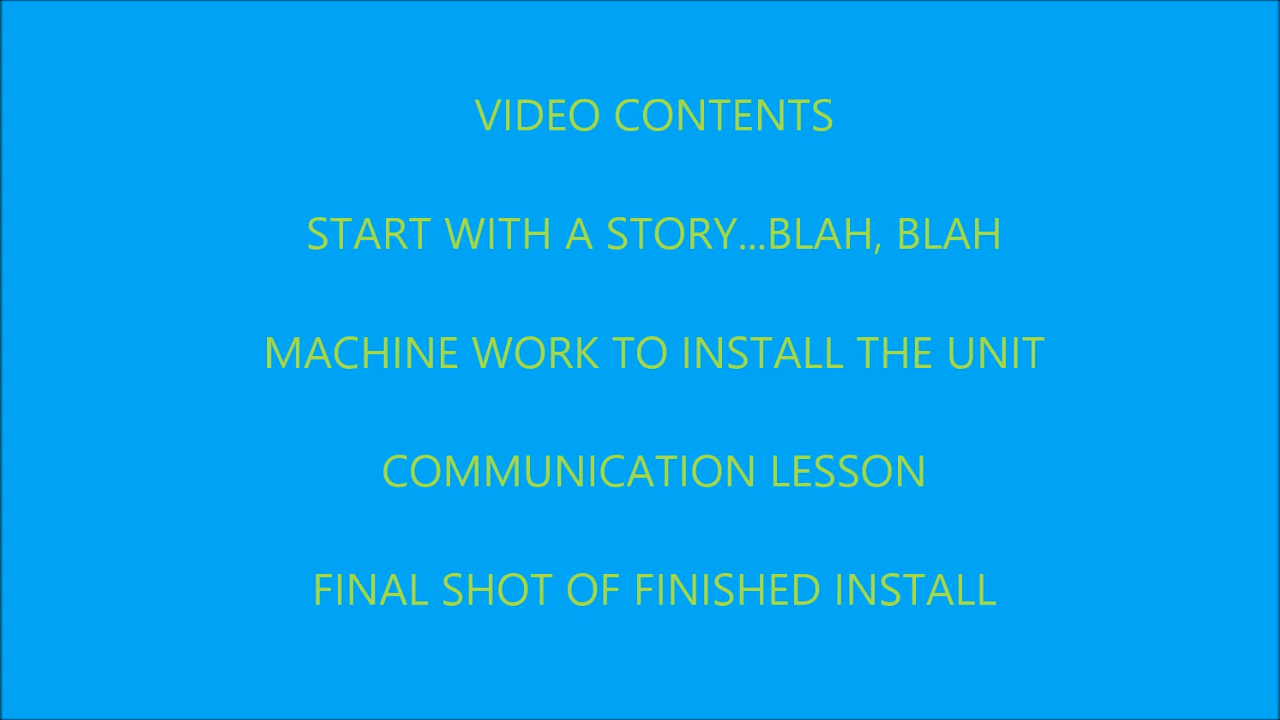 VIDEO CONTENTS
START WITH A STORY...BLAH, BLAH
MACHINE WORK TO INSTALL THE UNIT
COMMUNICATION LESSON
FINAL SHOT OF FINISHED INSTALL